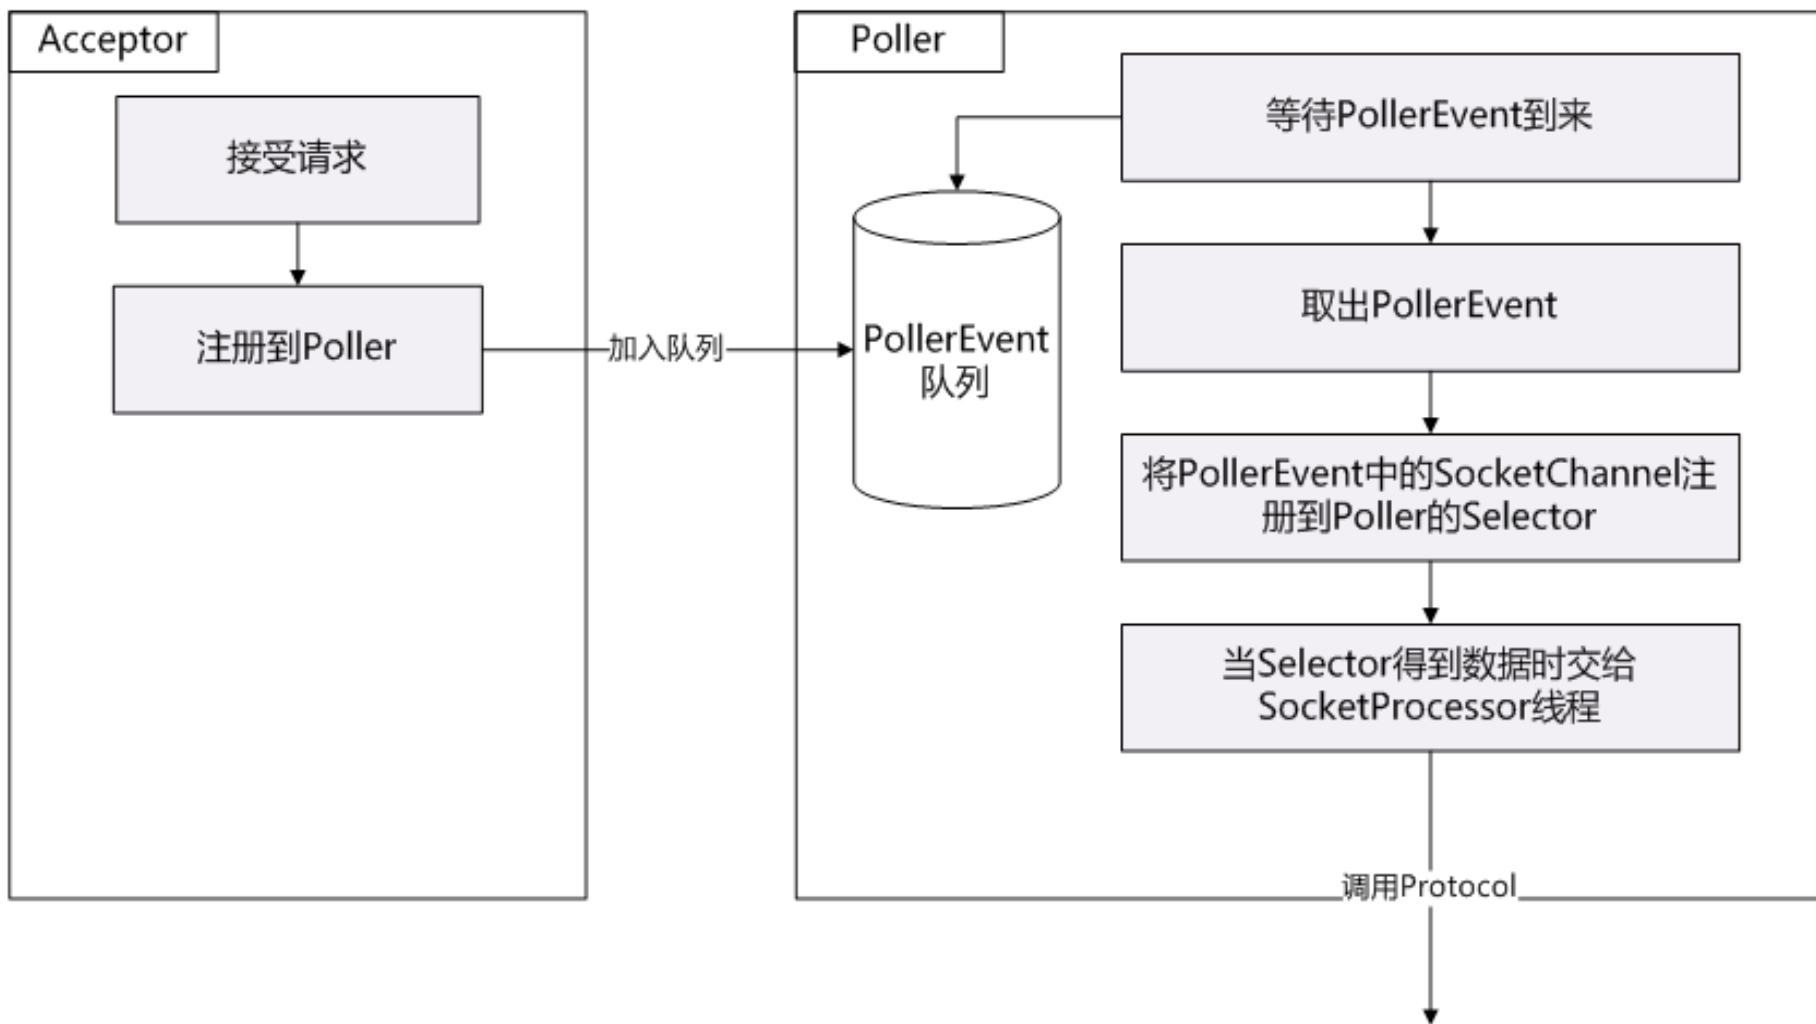 Acceptor
接受请求
注册到Poller
加入队列
Poller
等待PollerEvent到来
PollerEvent
队列
取出PollerEvent
将PollerEvent中的SocketChannel注
册到Poller的Selector
当Selector得到数据时交给
SocketProcessor线程
调用Protocol